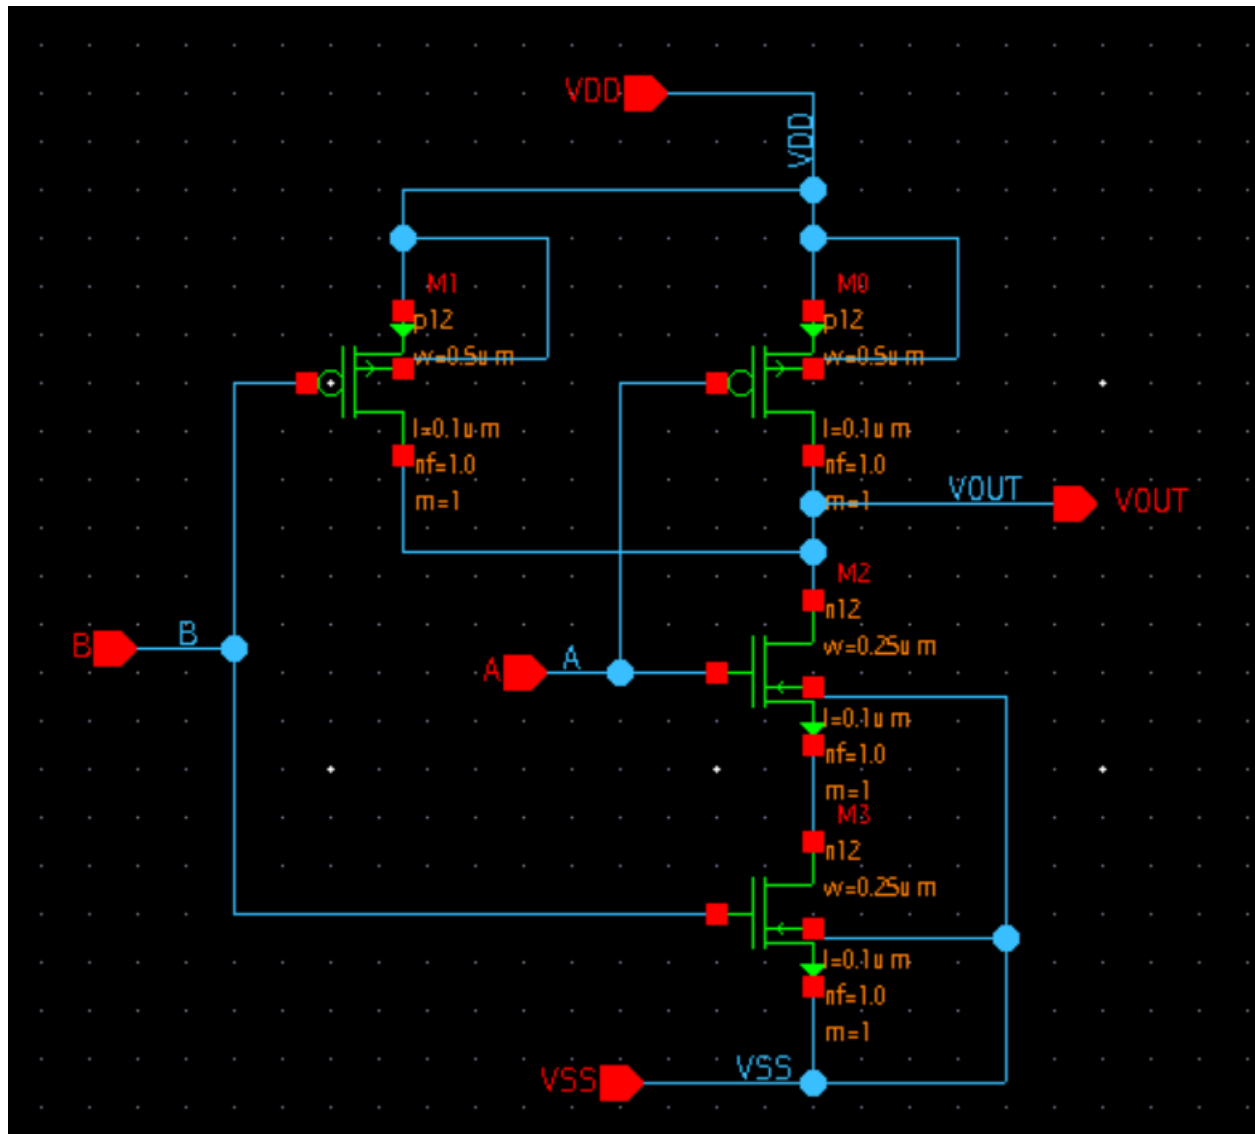 VDD
VDD
M1
p12
w=0.5u m
l=0.1u m
nf=1.0
m=1
M0
p12
w=0.5u m
l=0.1u m
nf=1.0
m=1
VOUT
VOUT
M2
n12
w=0.25u m
l=0.1u m
nf=1.0
m=1
B
B
A
A
M3
n12
w=0.25u m
l=0.1u m
nf=1.0
m=1
VSS
VSS